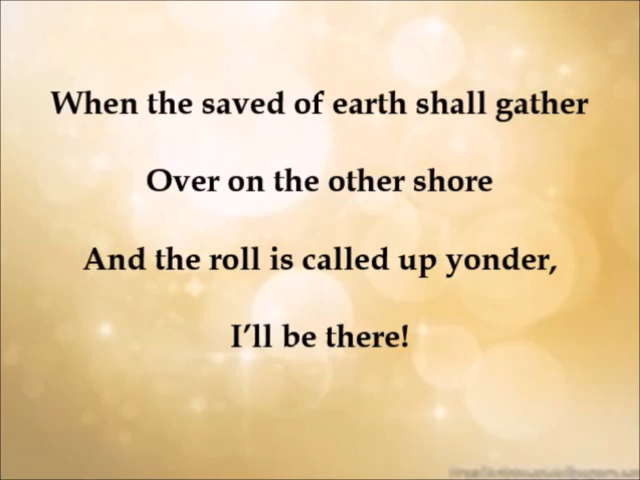 When the saved of earth shall gather
Over on the other shore
And the roll is called up yonder,
I’ll be there!